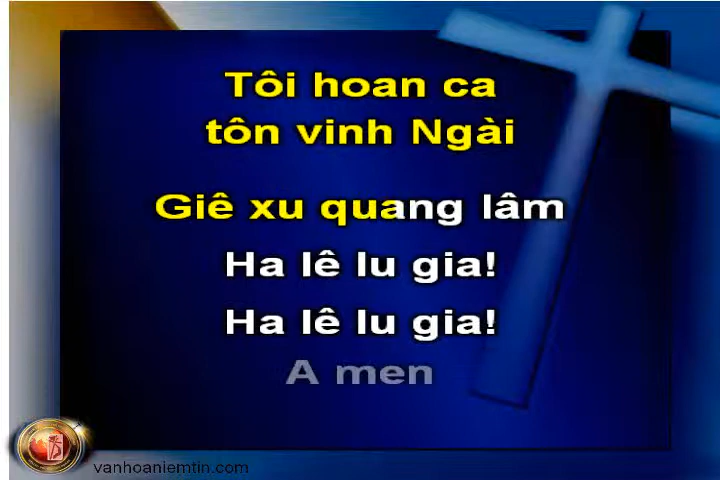 Tôi hoan ca
tôn vinh Ngài
Giê xu quang lâm
Ha lê lu gia!
Ha lê lu gia!
A men
vanhoaniemtin.com